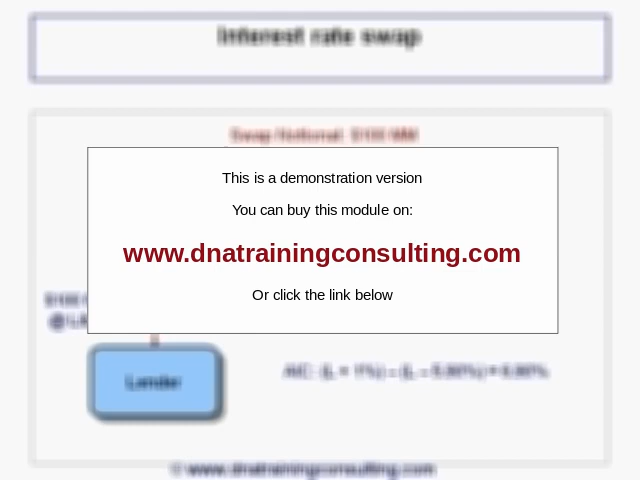 Interest rate swap
Swap Notional: $100 MM
This is a demonstration version
You can buy this module on:
www.dnatrainingconsulting.com
Or click the link below
Lender
© www.dnatrainingconsulting.com